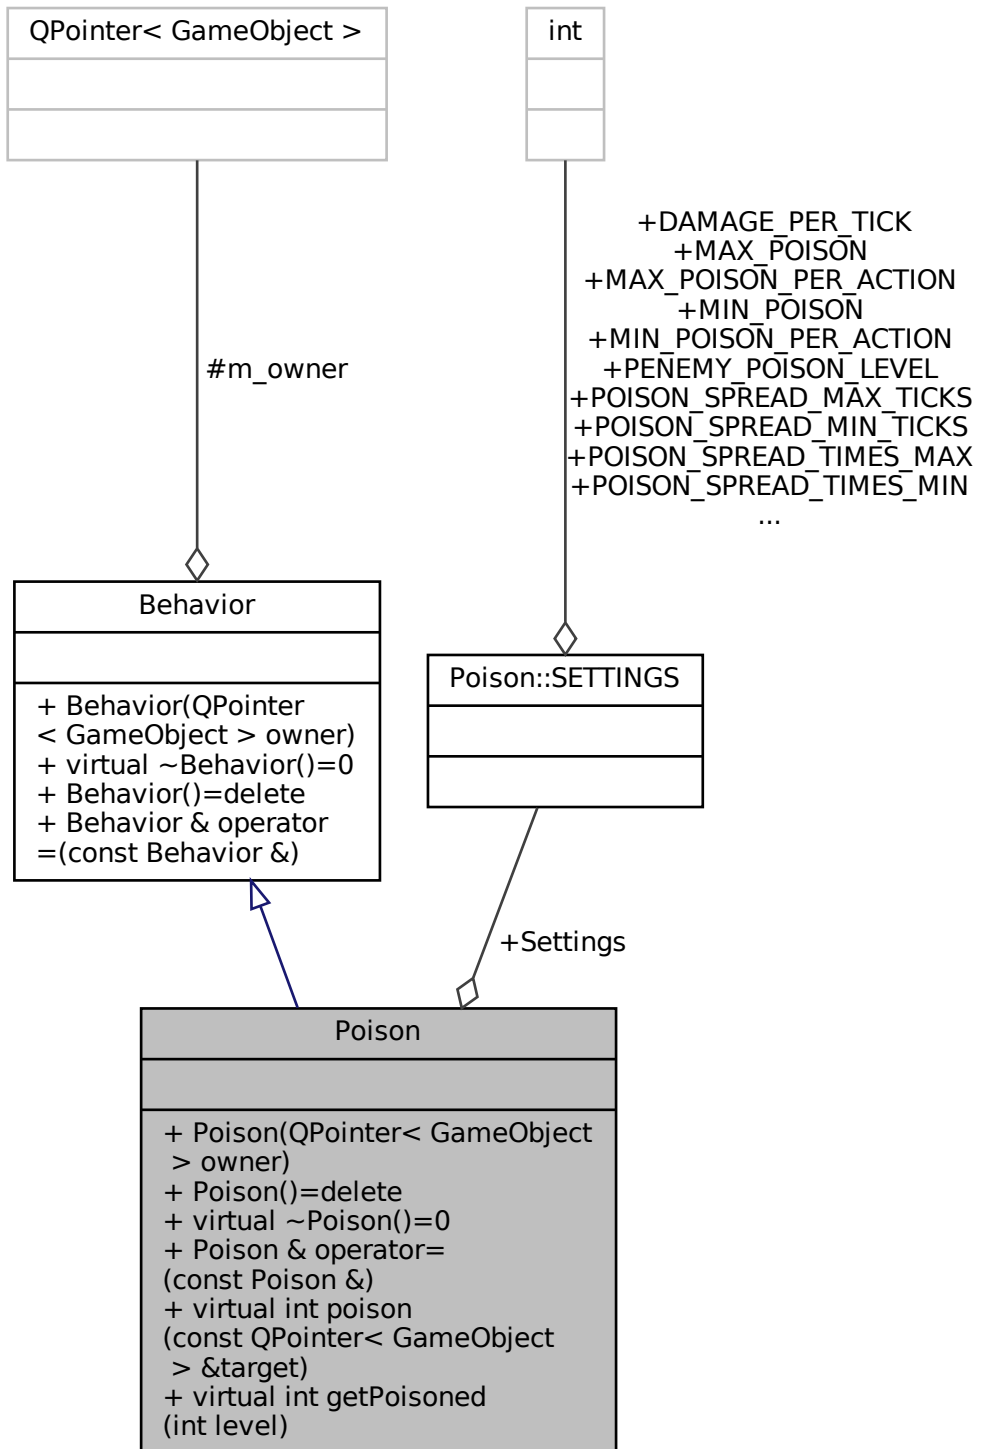 QPointer< GameObject >
int
+DAMAGE_PER_TICK
+MAX_POISON
+MAX_POISON_PER_ACTION
+MIN_POISON
+MIN_POISON_PER_ACTION
+PENEMY_POISON_LEVEL
+POISON_SPREAD_MAX_TICKS
+POISON_SPREAD_MIN_TICKS
+POISON_SPREAD_TIMES_MAX
+POISON_SPREAD_TIMES_MIN
...
#m_owner
Behavior
+ Behavior(QPointer
< GameObject > owner)
+ virtual ~Behavior()=0
+ Behavior()=delete
+ Behavior & operator
=(const Behavior &)
Poison::SETTINGS
+Settings
Poison
+ Poison(QPointer< GameObject
 > owner)
+ Poison()=delete
+ virtual ~Poison()=0
+ Poison & operator=
(const Poison &)
+ virtual int poison
(const QPointer< GameObject
 > &target)
+ virtual int getPoisoned
(int level)